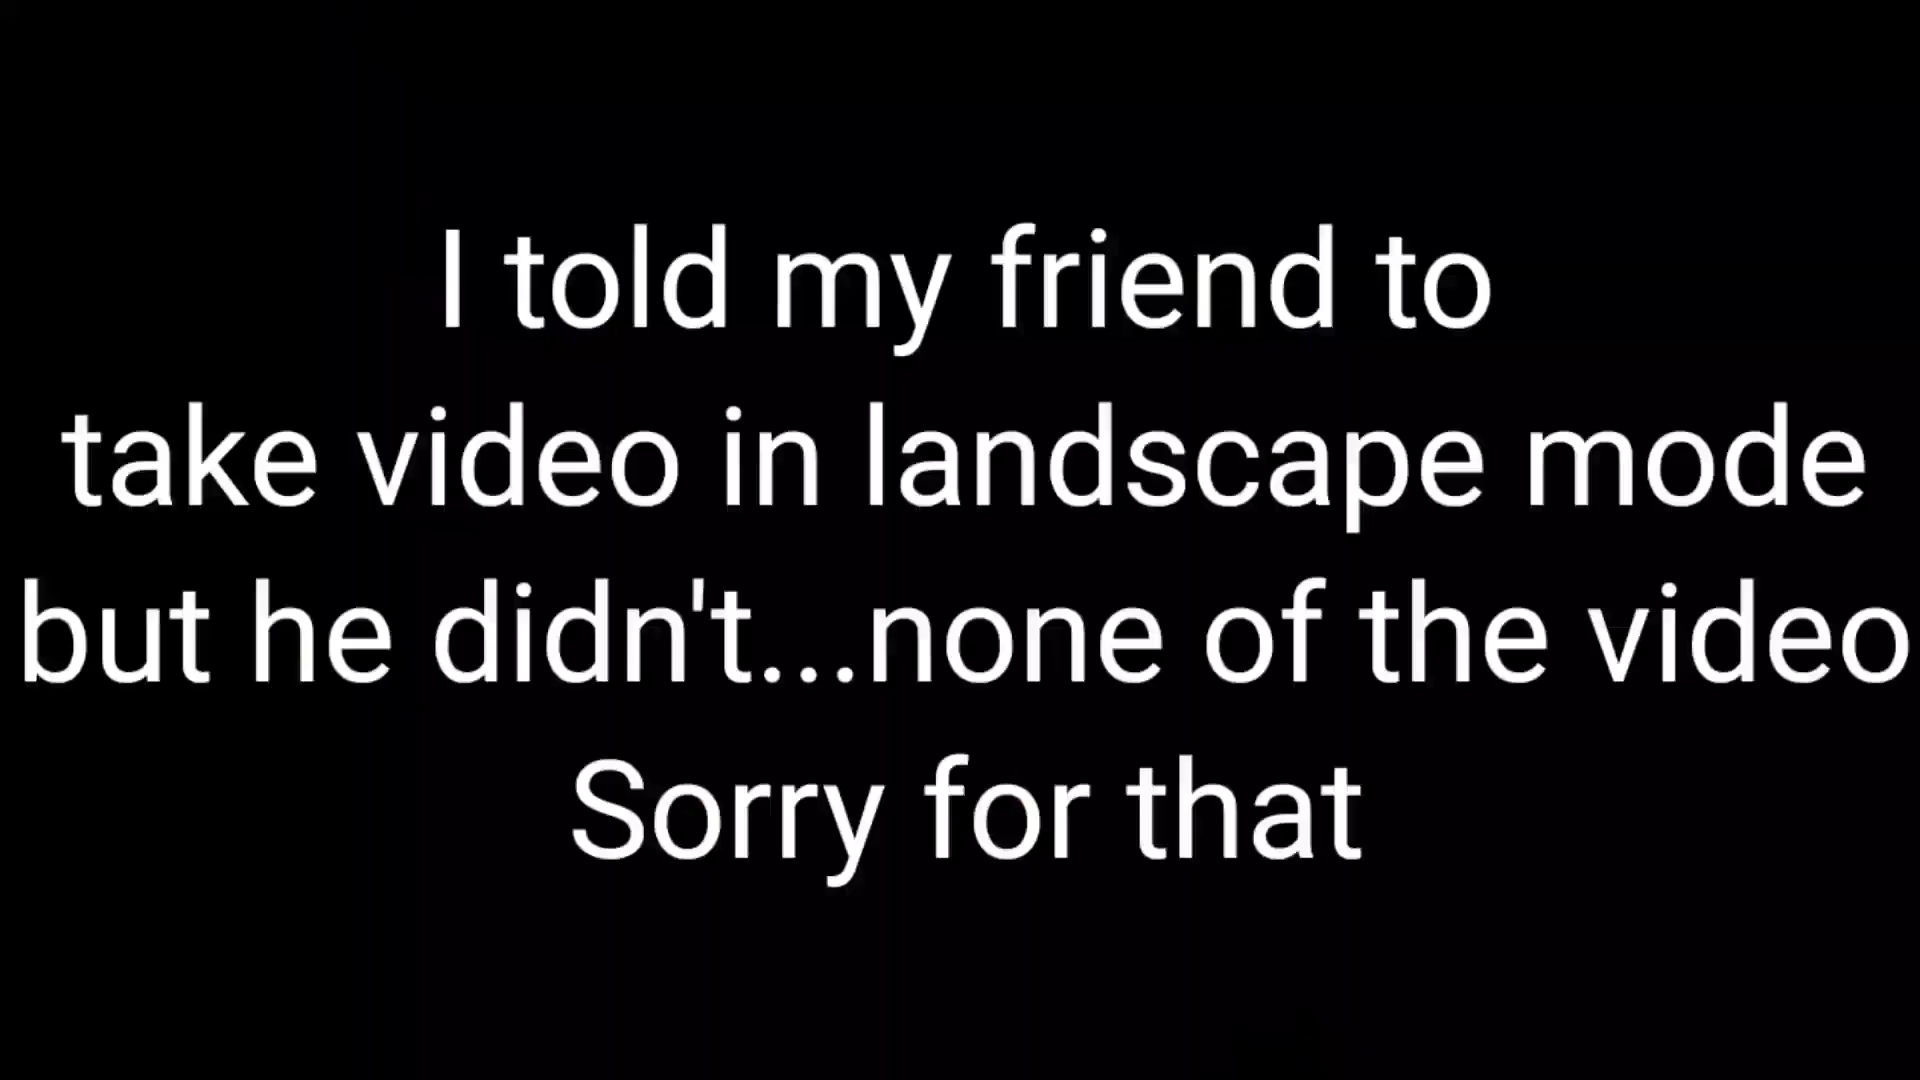 I told my friend to
take video in landscape mode
but he didn't...none of the video
Sorry for that